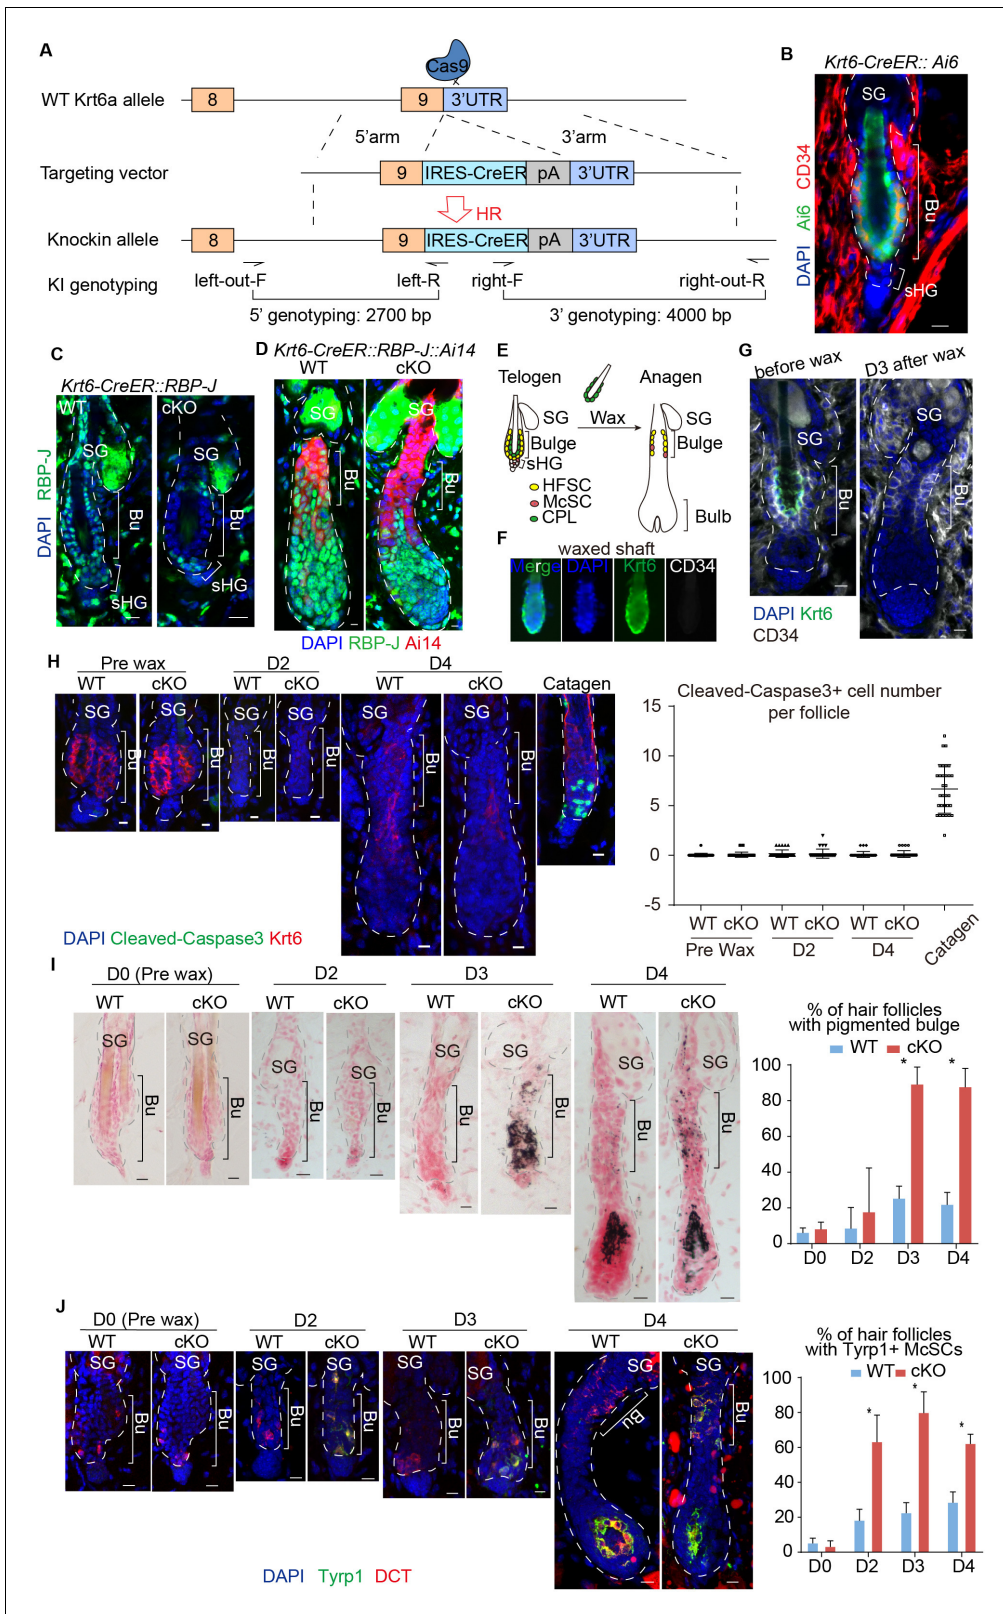 A
Cas9
WT Krt6a allele
8
9
3'UTR
5'arm
3'arm
Targeting vector
9
IRES-CreER
pA
3'UTR
HR
Knockin allele
8
9
IRES-CreER
pA
3'UTR
KI genotyping
left-out-F
left-R
right-F
right-out-R
5' genotyping: 2700 bp
3' genotyping: 4000 bp
B
Krt6-CreER:: Ai6
SG
Bu
sHG
DAPI Ai6 CD34
C
Krt6-CreER::RBP-J
WT
cKO
SG
SG
Bu
Bu
sHG
sHG
DAPI RBP-J
D
Krt6-CreER::RBP-J::Ai14
WT
cKO
SG
SG
Bu
Bu
DAPI RBP-J Ai14
E
Telogen
Anagen
Wax
SG
SG
Bulge
Bulge
sHG
HFSC
McSC
CPL
Bulb
F
waxed shaft
Merge
DAPI
Krt6
CD34
G
before wax
D3 after wax
SG
SG
Bu
Bu
DAPI Krt6
CD34
H
Pre wax
D2
D4
WT
cKO
WT
cKO
WT
cKO
Catagen
SG
SG
SG
SG
SG
SG
Bu
Bu
Bu
Bu
Bu
Bu
DAPI Cleaved-Caspase3 Krt6
Cleaved-Caspase3+ cell number
per follicle
15
10
5
0
-5
WT cKO WT cKO WT cKO
Pre Wax
D2
D4
Catagen
I
D0 (Pre wax)
D2
D3
D4
WT
cKO
WT
cKO
WT
cKO
WT
cKO
SG
SG
SG
SG
SG
SG
SG
SG
Bu
Bu
Bu
Bu
Bu
Bu
Bu
Bu
% of hair follicles
with pigmented bulge
WT cKO
* *
100
80
60
40
20
0
D0 D2 D3 D4
J
D0 (Pre wax)
D2
D3
D4
WT
cKO
WT
cKO
WT
cKO
WT
cKO
SG
SG
SG
SG
SG
SG
SG
SG
Bu
Bu
Bu
Bu
Bu
Bu
Bu
Bu
DAPI Tyrp1 DCT
% of hair follicles
with Tyrp1+ McSCs
WT cKO
* * *
100
80
60
40
20
0
D0 D2 D3 D4